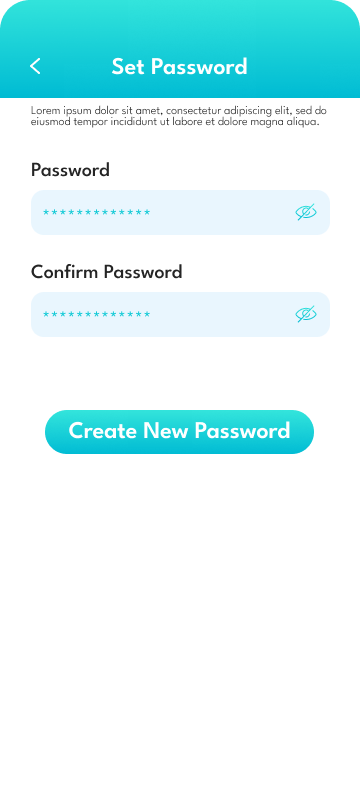 Set Password
Lorem ipsum dolor sit amet, consectetur adipiscing elit, sed do
eiusmod tempor incididunt ut labore et dolore magna aliqua.
Password
*************
Confirm Password
*************
Create New Password